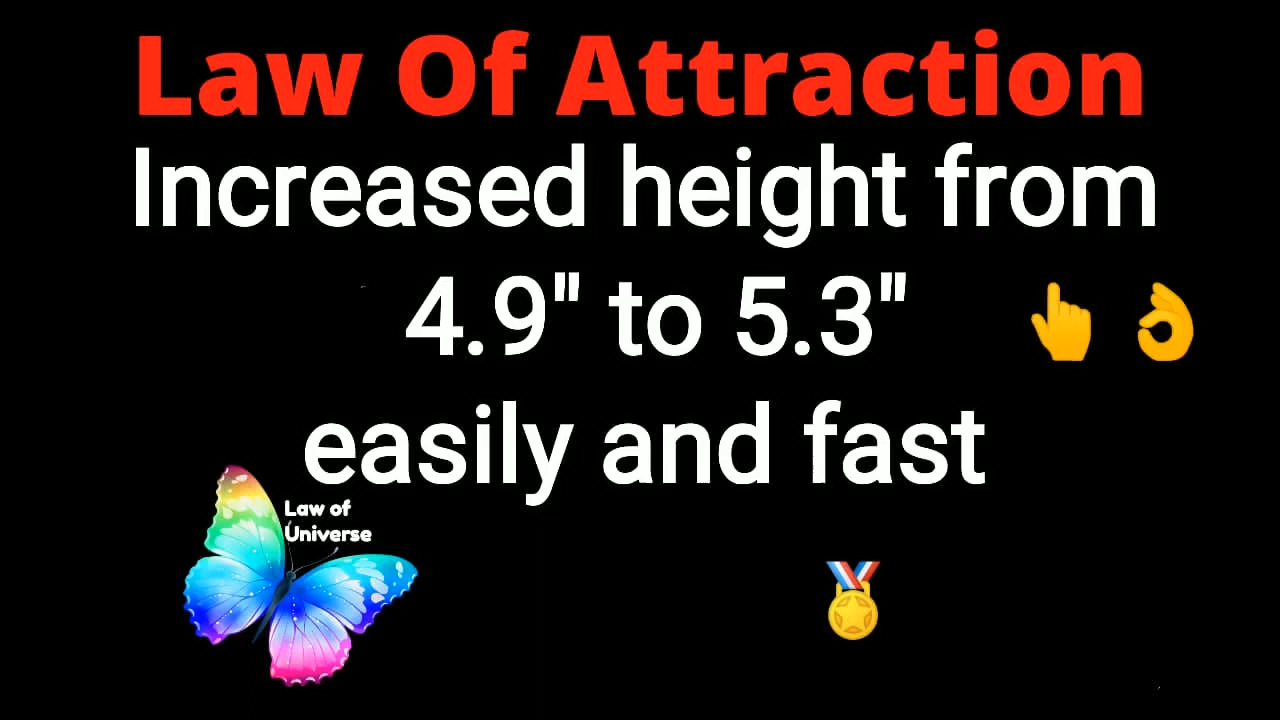 Law Of Attraction
Increased height from
4.9" to 5.3"
easily and fast
Law of
Universe